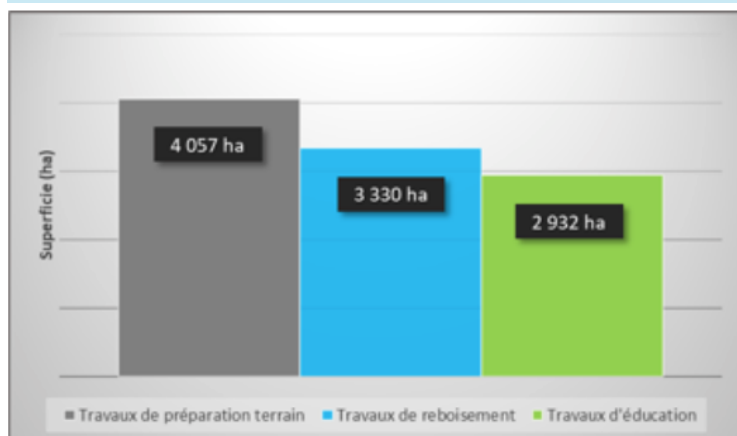 Superficie (ha)
4 057 ha
3 330 ha
2 932 ha
Travaux de préparation terrain Travaux de reboisement Travaux d'éducation